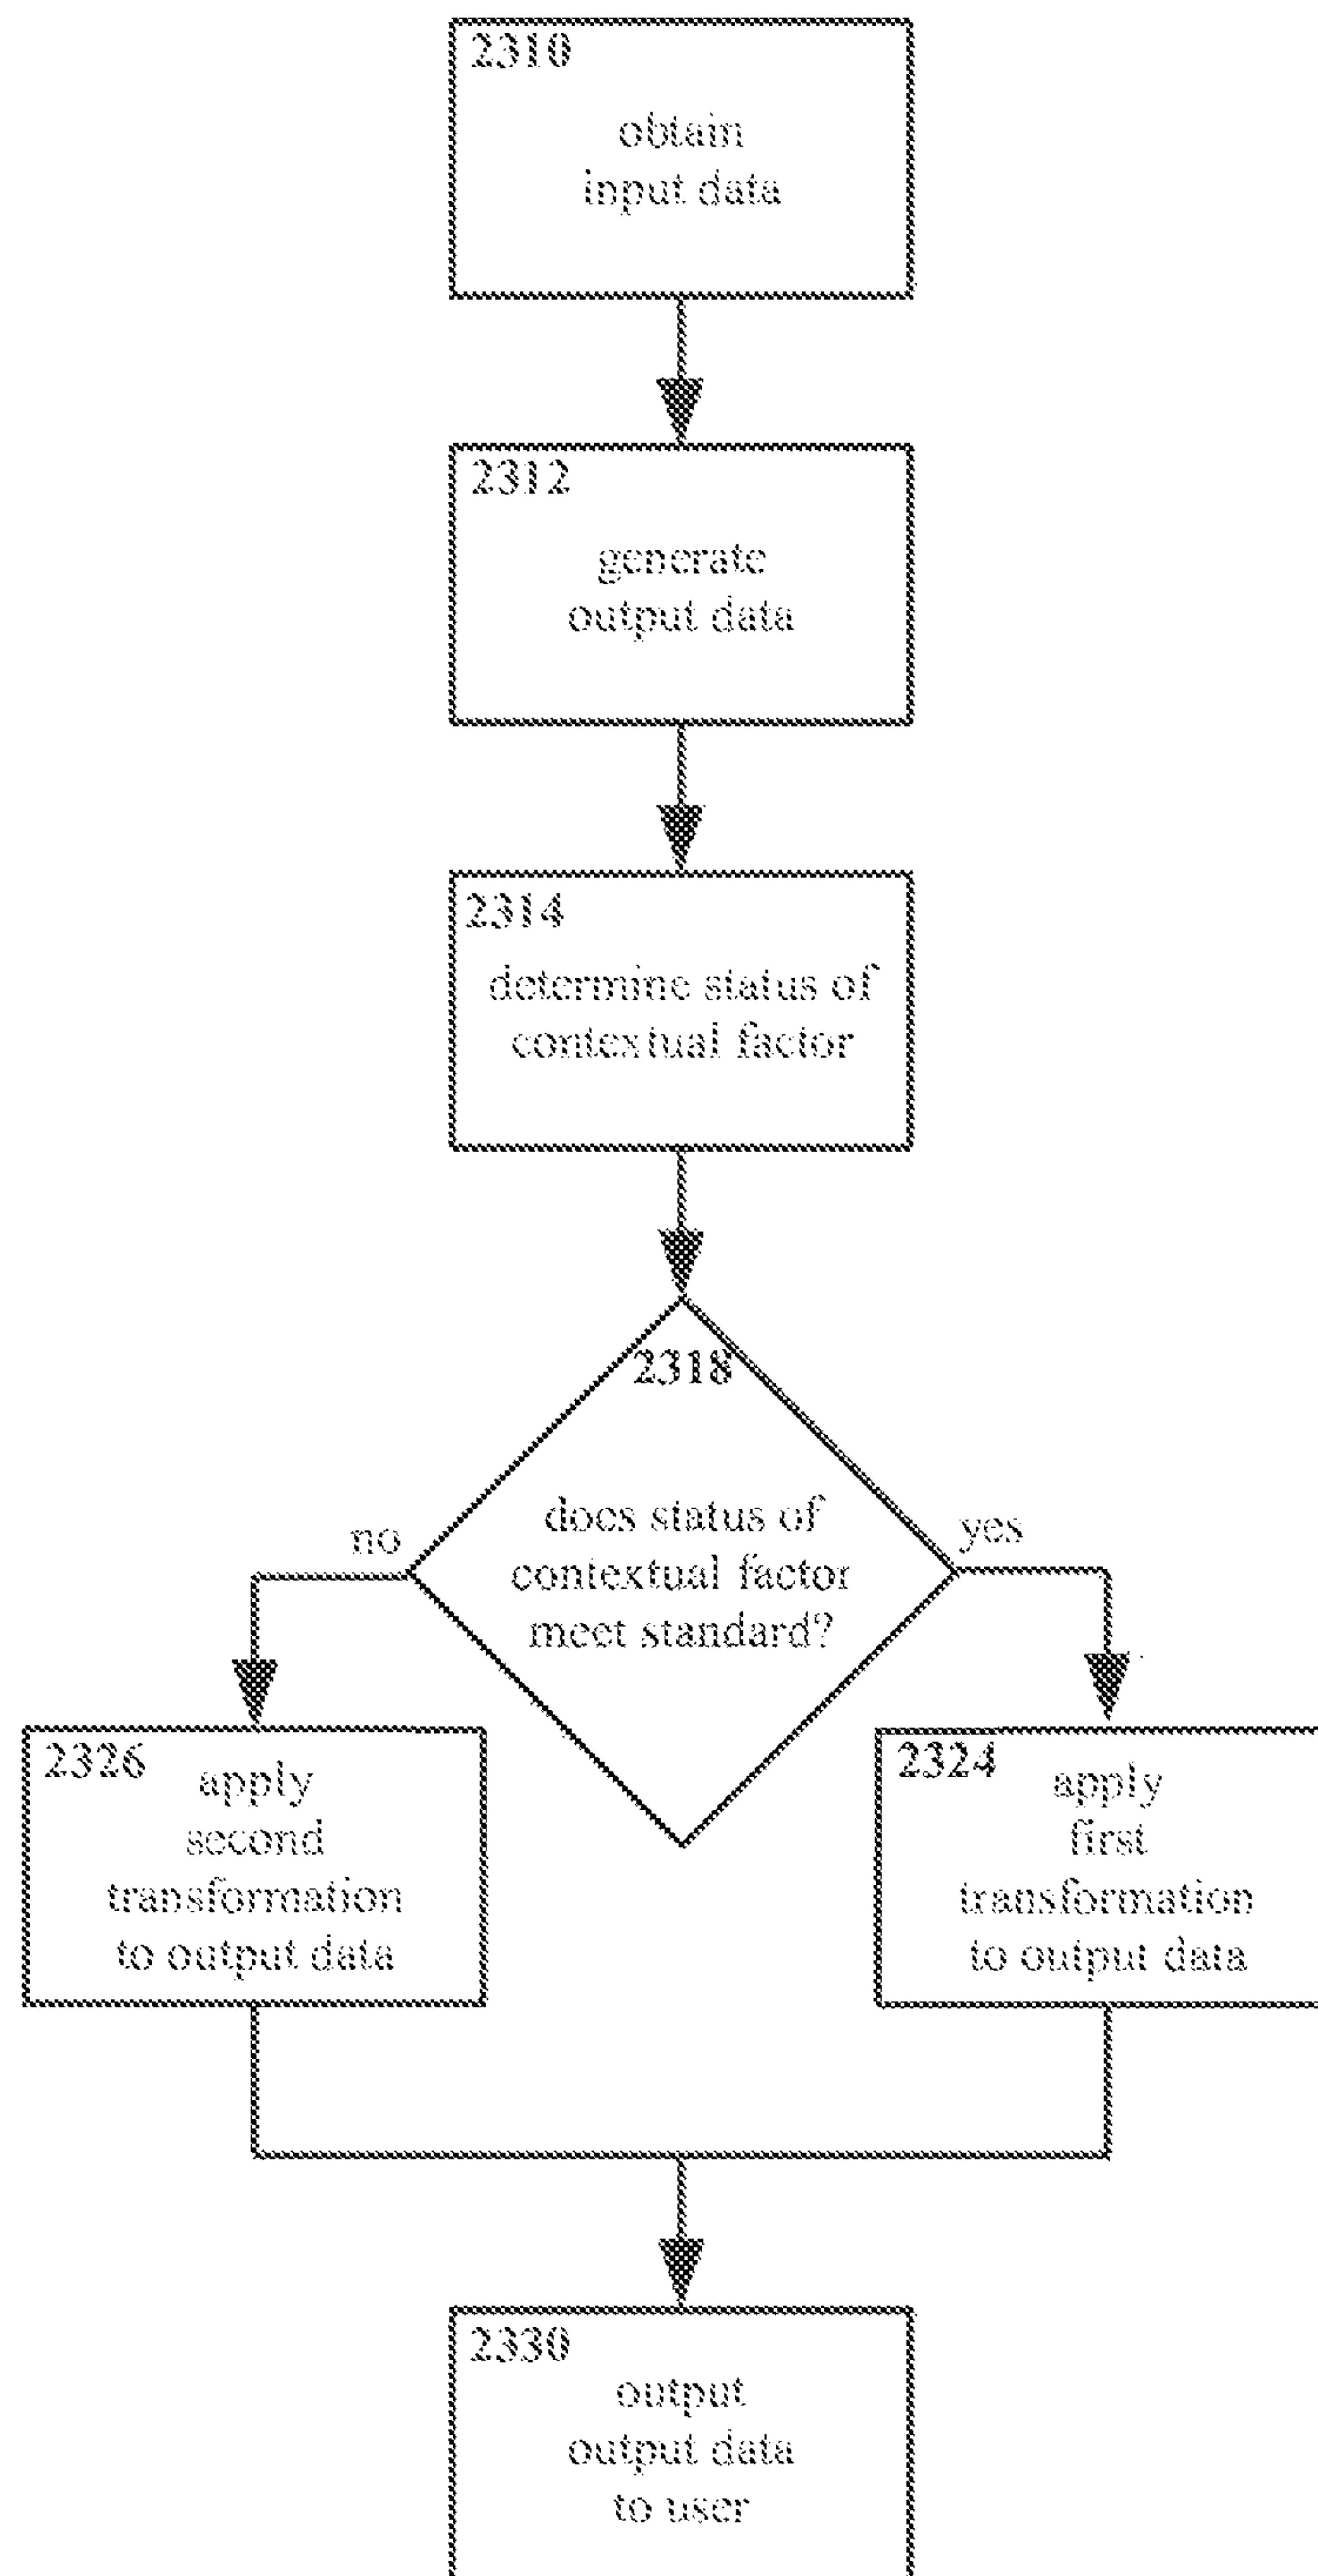 2310
obtain
input data
2312
generate
output data
2314
determine status of
contextual factor
2318
does status of
contextual factor
meet standard?
no
yes
2326
apply
second
transformation
to output data
2324
apply
first
transformation
to output data
2330
output
output data
to user